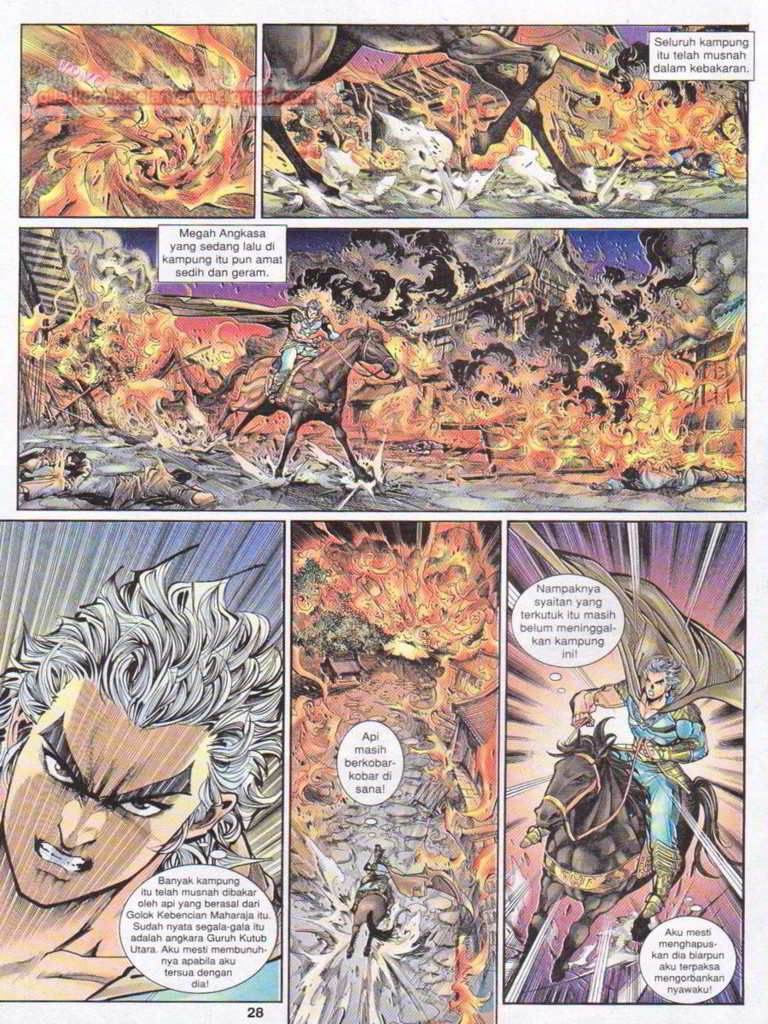 HOME
Seluruh kampung
itu telah musnah
dalam kebakaran.
Megah Angkasa
yang sedang lalu di
kampung itu pun amat
sedih dan geram.
Banyak kampung
itu telah musnah dibakar
oleh api yang berasal dari
Golok Kebencian Maharaja itu.
Sudah nyata segala-gala itu
adalah angkara Guruh Kutub
Utara. Aku mesti membunuh-
nya apabila aku
tersua dengan
dia!
Api
masih
berkobar-
kobar di
sana!
Nampaknya
syaitan yang
terkutuk itu masih
belum meninggal-
kan kampung
ini!
Aku mesti
menghapus-
kan dia biarpun
aku terpaksa
mengorbankan
nyawaku!
28